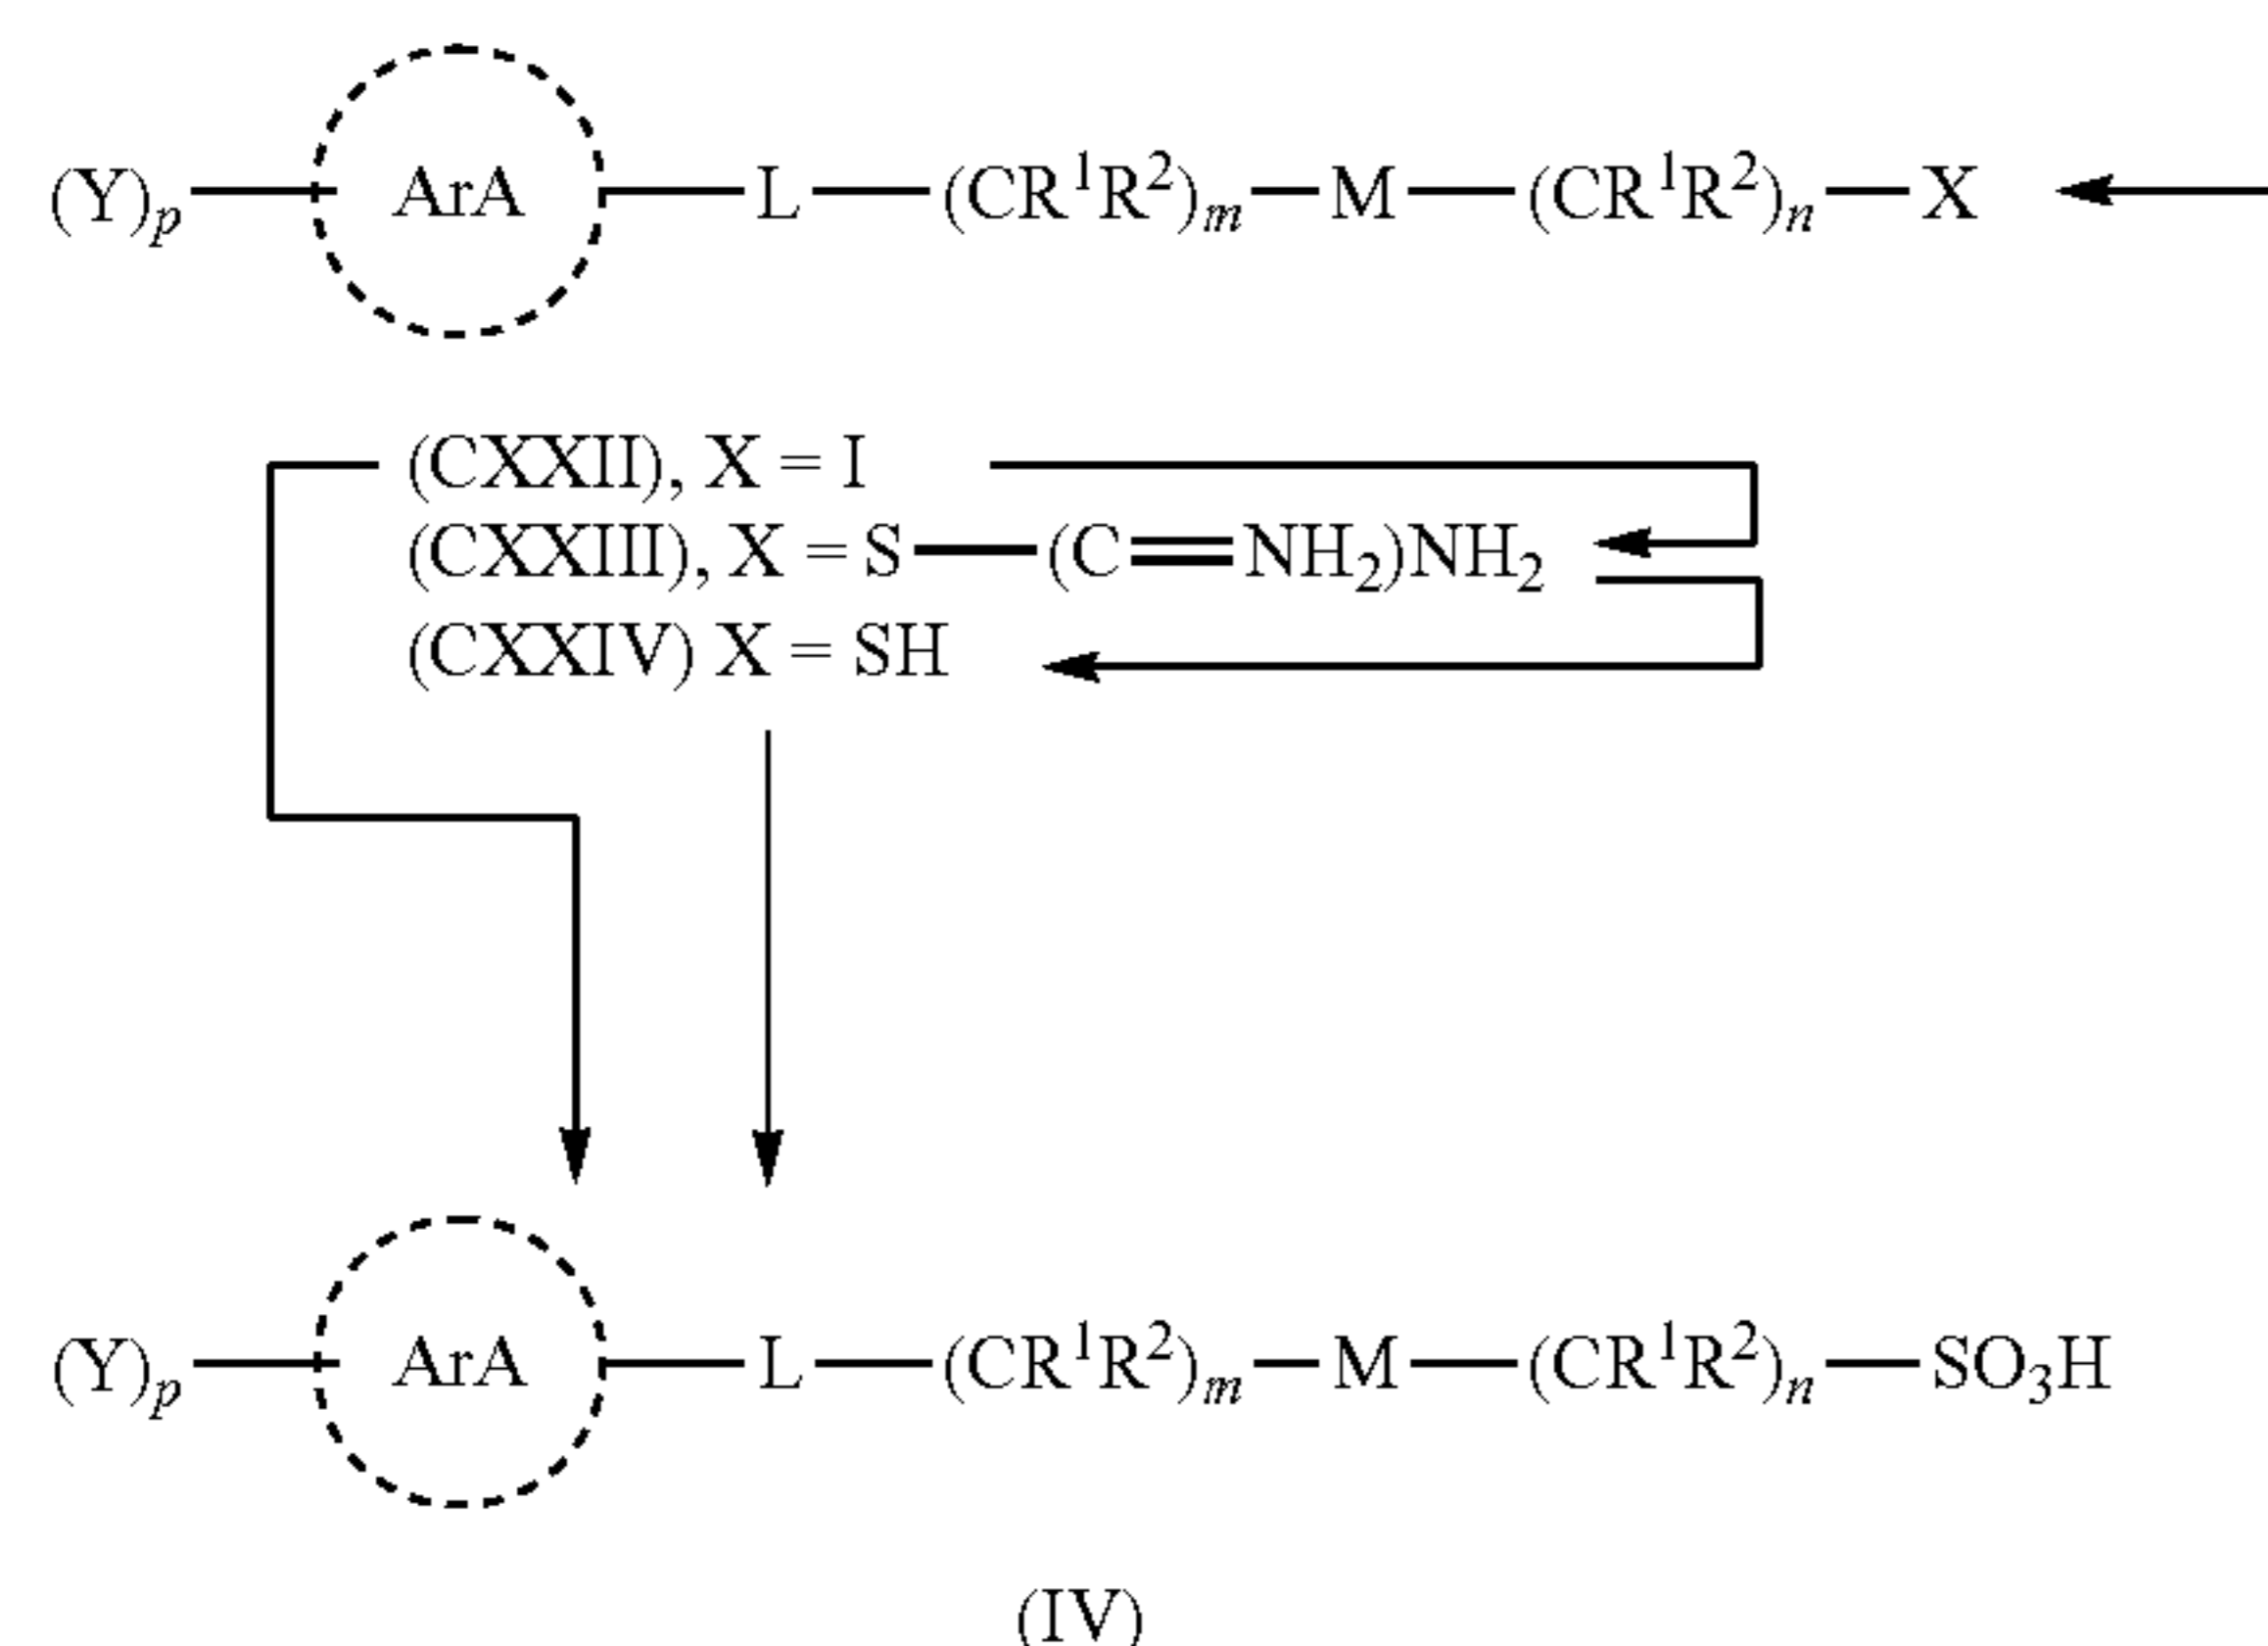 (Y)p — ArA — L — (CR¹R²)m — M — (CR¹R²)n — X
(CXXII), X = I
(CXXIII), X = S—(C=NH₂)NH₂
(CXXIV) X = SH
(Y)p — ArA — L — (CR¹R²)m — M — (CR¹R²)n — SO₃H
(IV)